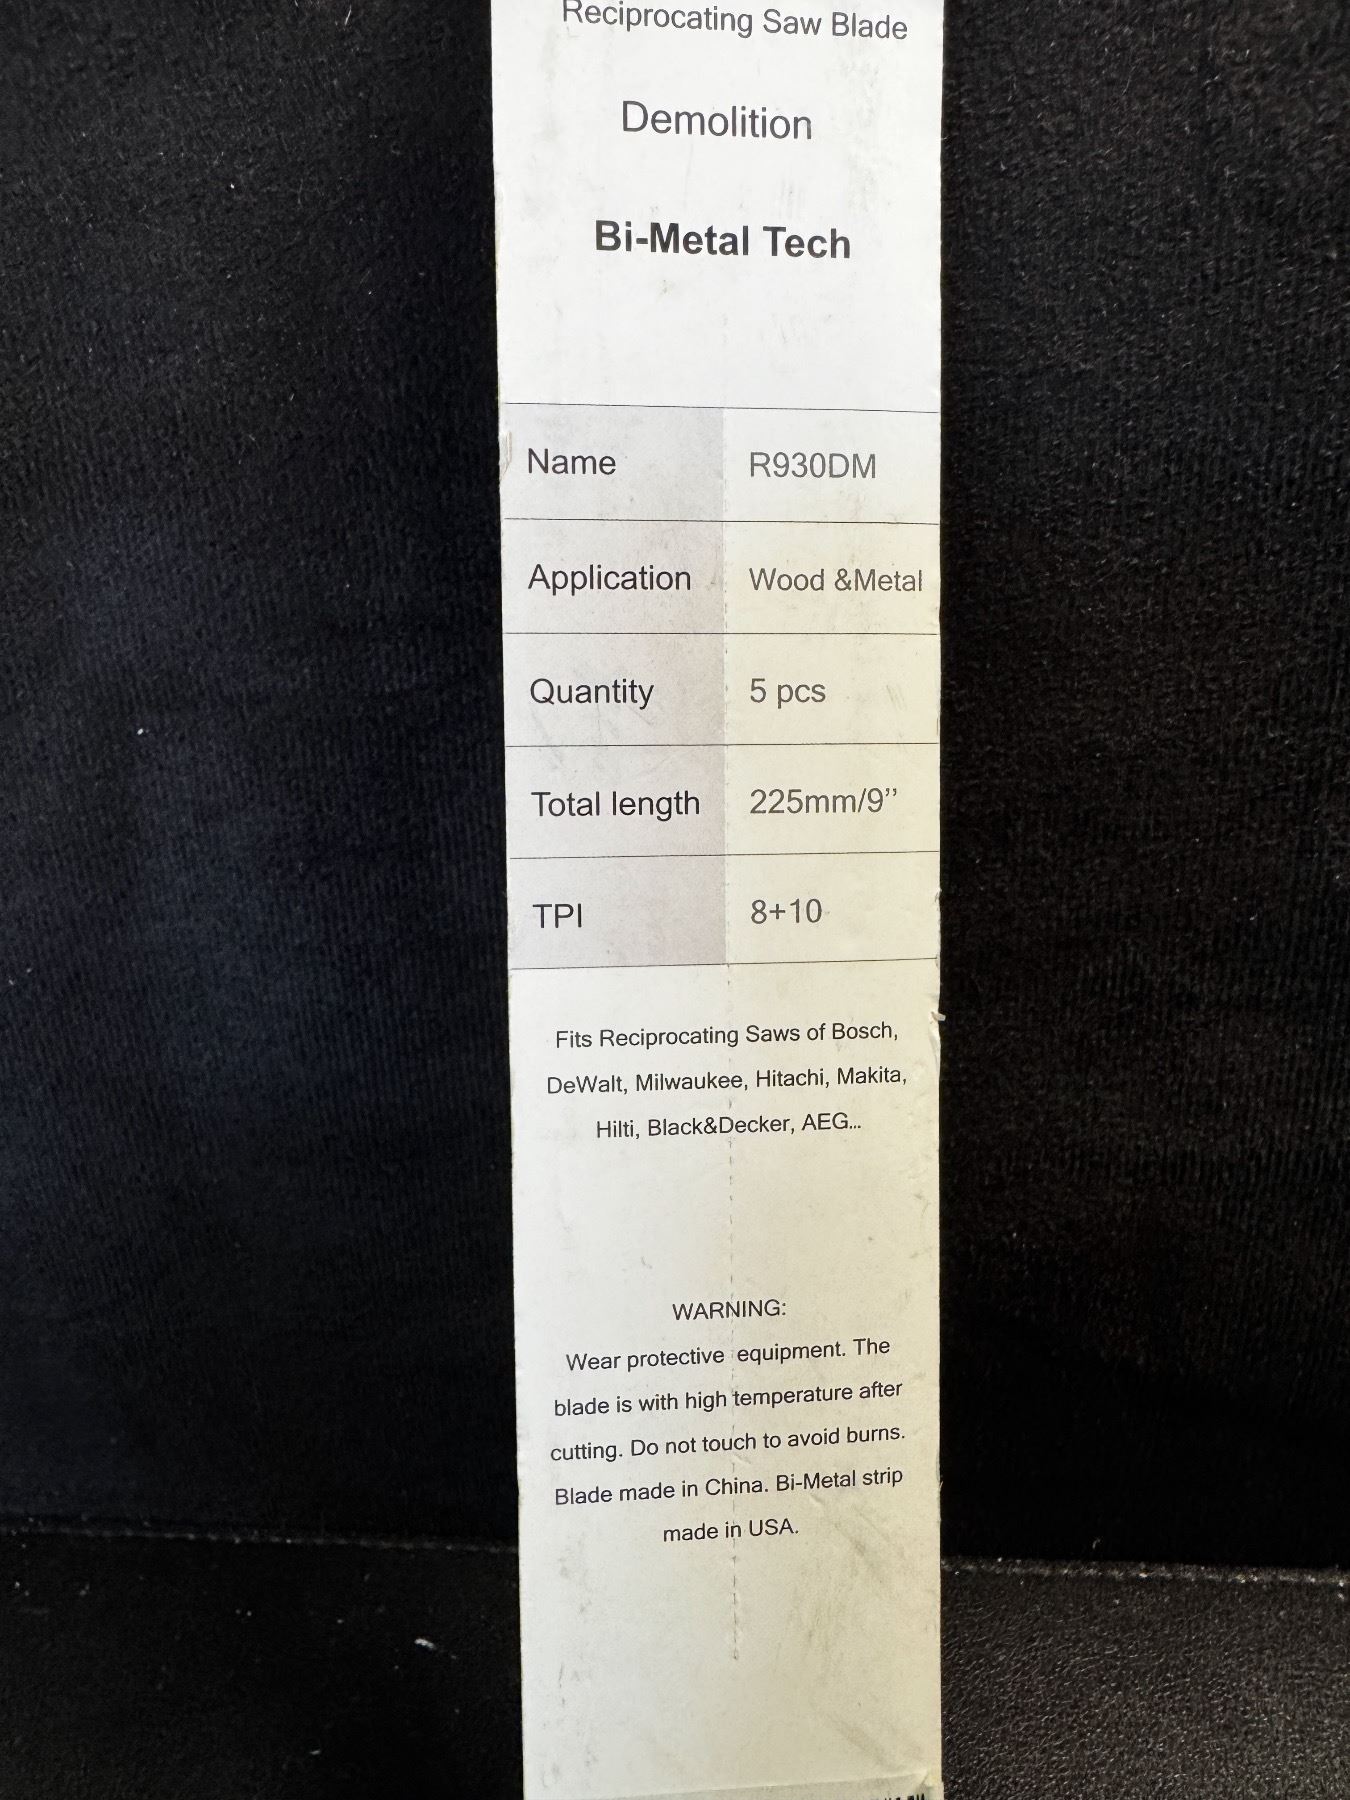 Reciprocating Saw Blade
Demolition
Bi-Metal Tech
Name R930DM
Application Wood &Metal
Quantity 5 pcs
Total length 225mm/9’’
TPI 8+10
Fits Reciprocating Saws of Bosch,
DeWalt, Milwaukee, Hitachi, Makita,
Hilti, Black&Decker, AEG...
WARNING:
Wear protective equipment. The
blade is with high temperature after
cutting. Do not touch to avoid burns.
Blade made in China. Bi-Metal strip
made in USA.